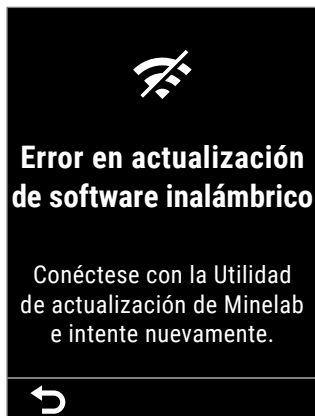 Error en actualización
de software inalámbrico
Conéctese con la Utilidad
de actualización de Minelab
e intente nuevamente.